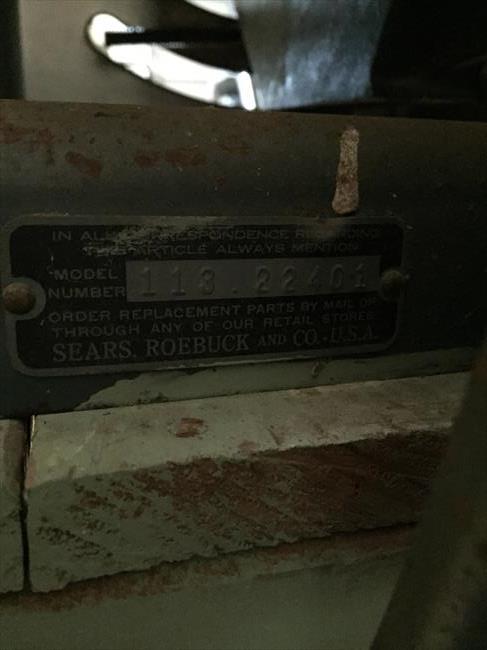 IN ALL CORRESPONDENCE REGARDING
THIS ARTICLE ALWAYS MENTION
MODEL
NUMBER 113.22401
ORDER REPLACEMENT PARTS BY MAIL OR
THROUGH ANY OF OUR RETAIL STORES
SEARS, ROEBUCK AND CO.-U.S.A.